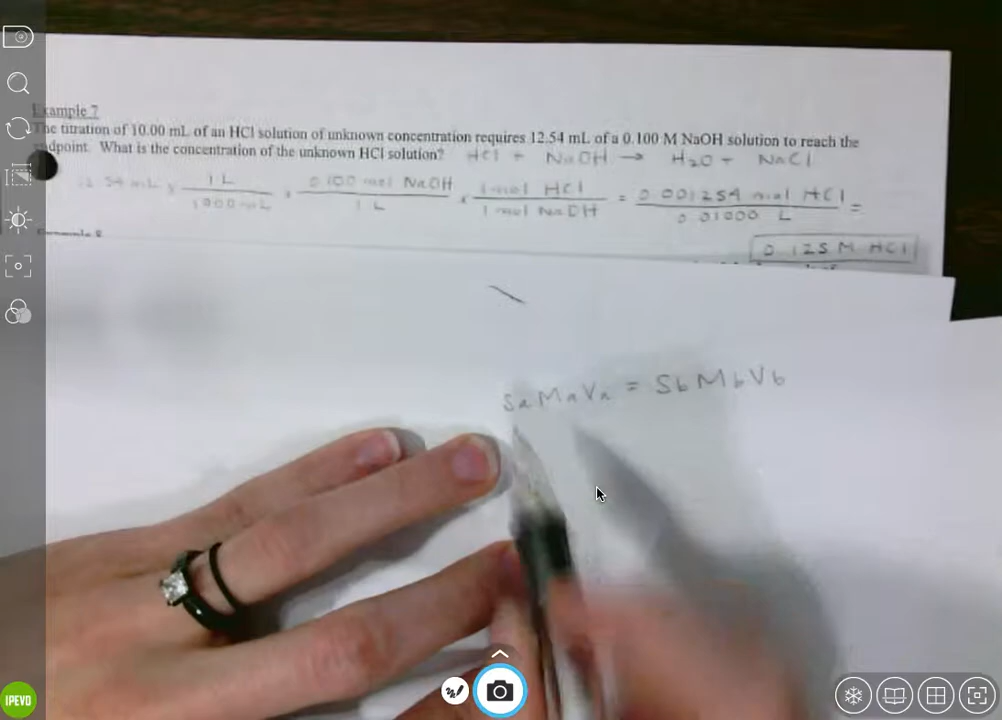 Example 7
The titration of 10.00 mL of an HCl solution of unknown concentration requires 12.54 mL of a 0.100 M NaOH solution to reach the
endpoint. What is the concentration of the unknown HCl solution? HCl + NaOH → H₂O + NaCl
12.54 mL x 1 L / 1000 mL x 0.100 mol NaOH / 1 L x 1 mol HCl / 1 mol NaOH = 0.001254 mol HCl / 0.01000 L =
0.125 M HCl
Example 8
SaMaVa = SbMbVb
IPEVO